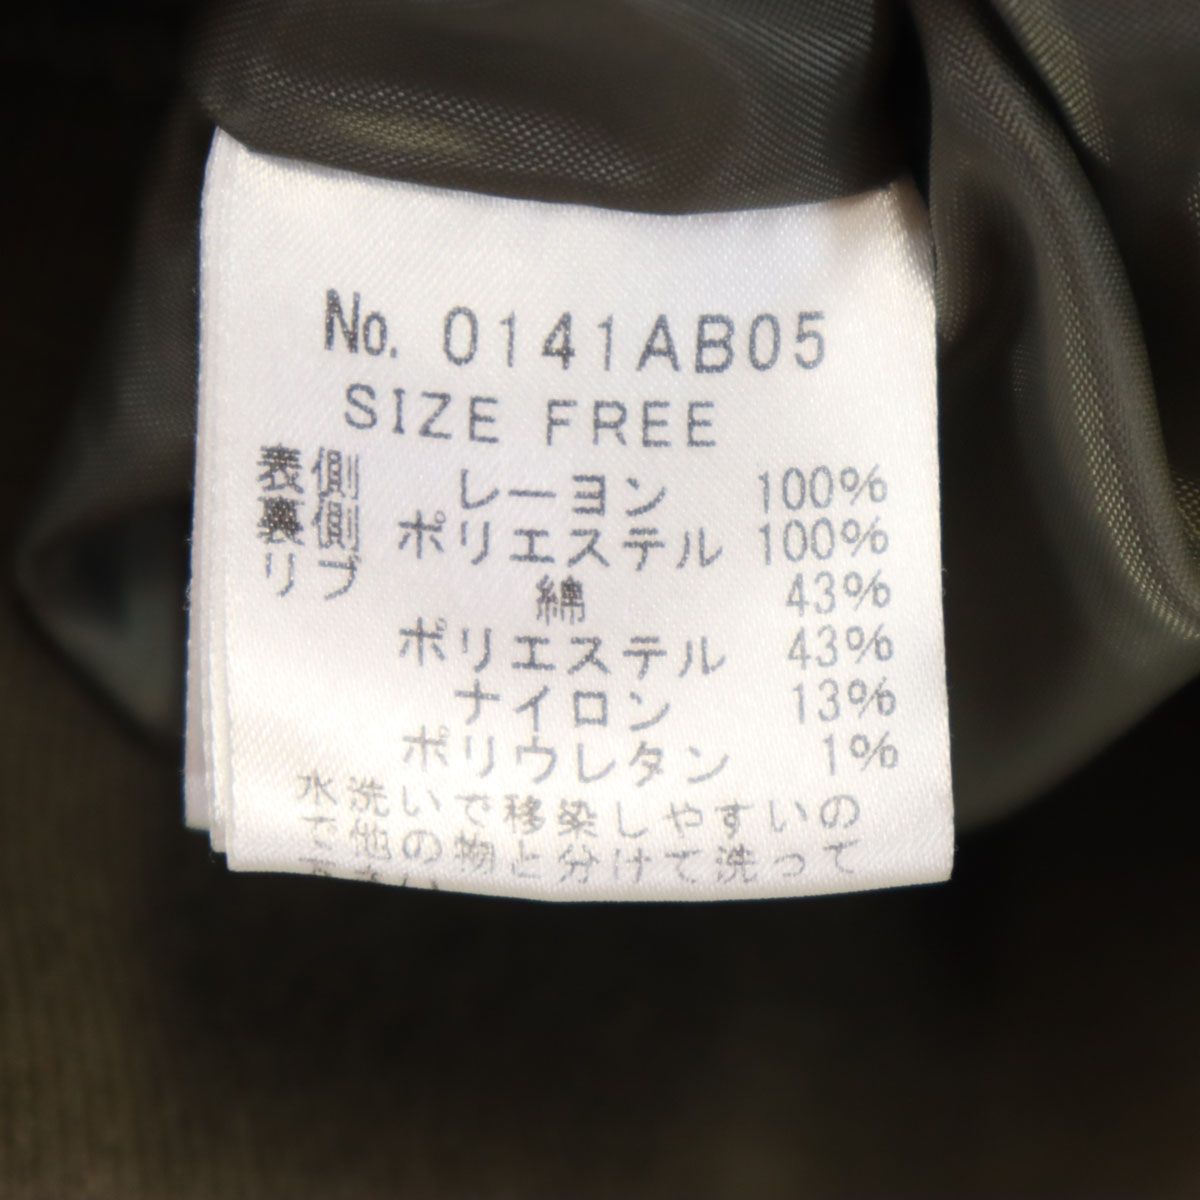 No. 0141AB05
SIZE FREE
表側 レーヨン 100%
裏側 ポリエステル 100%
リブ 綿 43%
ポリエステル 43%
ナイロン 13%
ポリウレタン 1%
水洗いで移染しやすいの
で他の物と分けて洗って